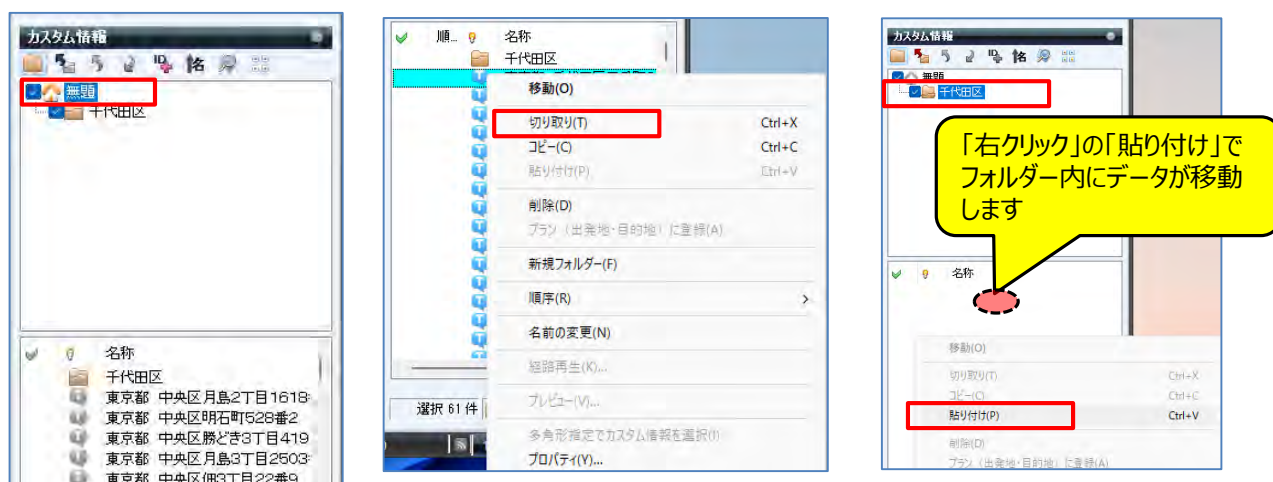 カスタム情報
無題
千代田区
名称
千代田区
東京都 中央区月島2丁目1618
東京都 中央区明石町528番2
東京都 中央区勝どき3丁目419
東京都 中央区月島3丁目2503
東京都 中央区佃3丁目22番9
順... 名称
千代田区
移動(O)
切り取り(T) Ctrl+X
コピー(C) Ctrl+C
貼り付け(P) Ctrl+V
削除(D)
プラン（出発地・目的地）に登録(A)
新規フォルダー(F)
順序(R)
名前の変更(N)
経路再生(K)...
プレビュー(V)...
多角形指定でカスタム情報を選択(I)
プロパティ(Y)...
選択 61 件
カスタム情報
無題
千代田区
「右クリック」の「貼り付け」で
フォルダー内にデータが移動
します
名称
移動(O)
切り取り(T) Ctrl+X
コピー(C) Ctrl+C
貼り付け(P) Ctrl+V
削除(D)
プラン（出発地・目的地）に登録(A)